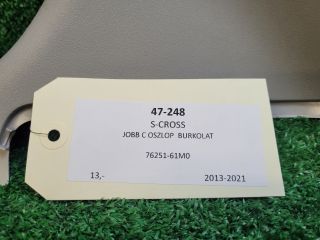 47-248
S-CROSS
JOBB C OSZLOP BURKOLAT
76251-61M0
13,- 2013-2021